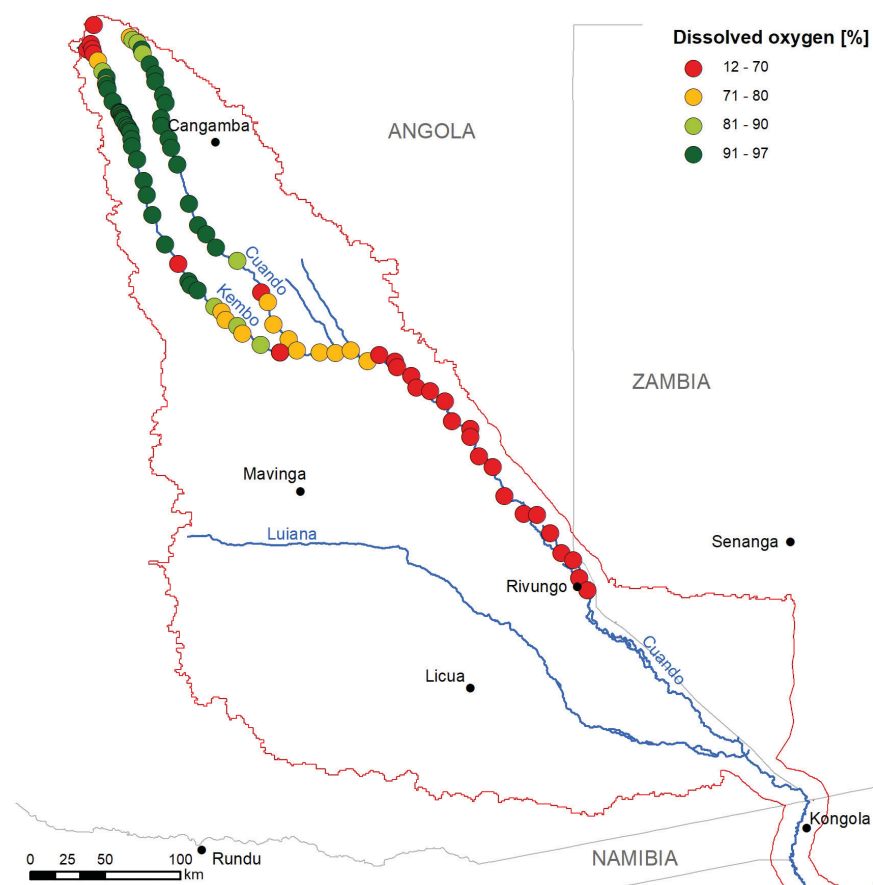 Dissolved oxygen [%]
12 - 70
71 - 80
81 - 90
91 - 97
Cangamba
ANGOLA
Cuando
Kembo
ZAMBIA
Mavinga
Luiana
Senanga
Rivungo
Cuando
Licua
Kongola
Rundu
NAMIBIA
0 25 50 100
km